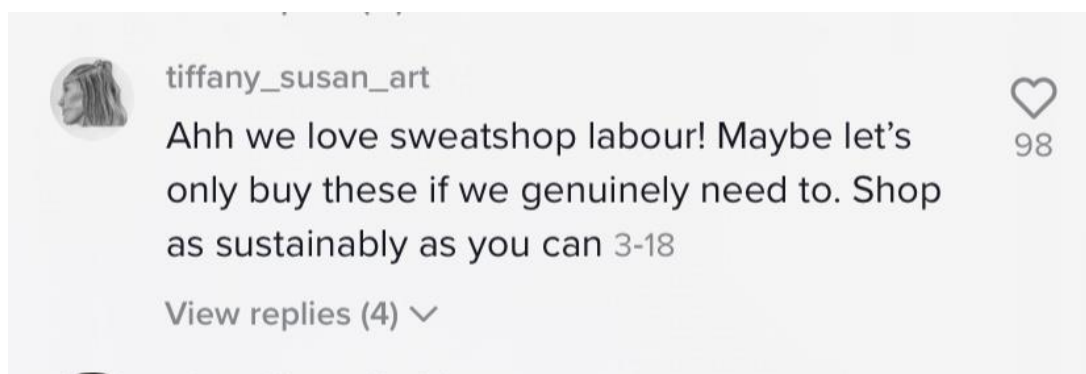 tiffany_susan_art
Ahh we love sweatshop labour! Maybe let’s
only buy these if we genuinely need to. Shop
as sustainably as you can 3-18
98
View replies (4)